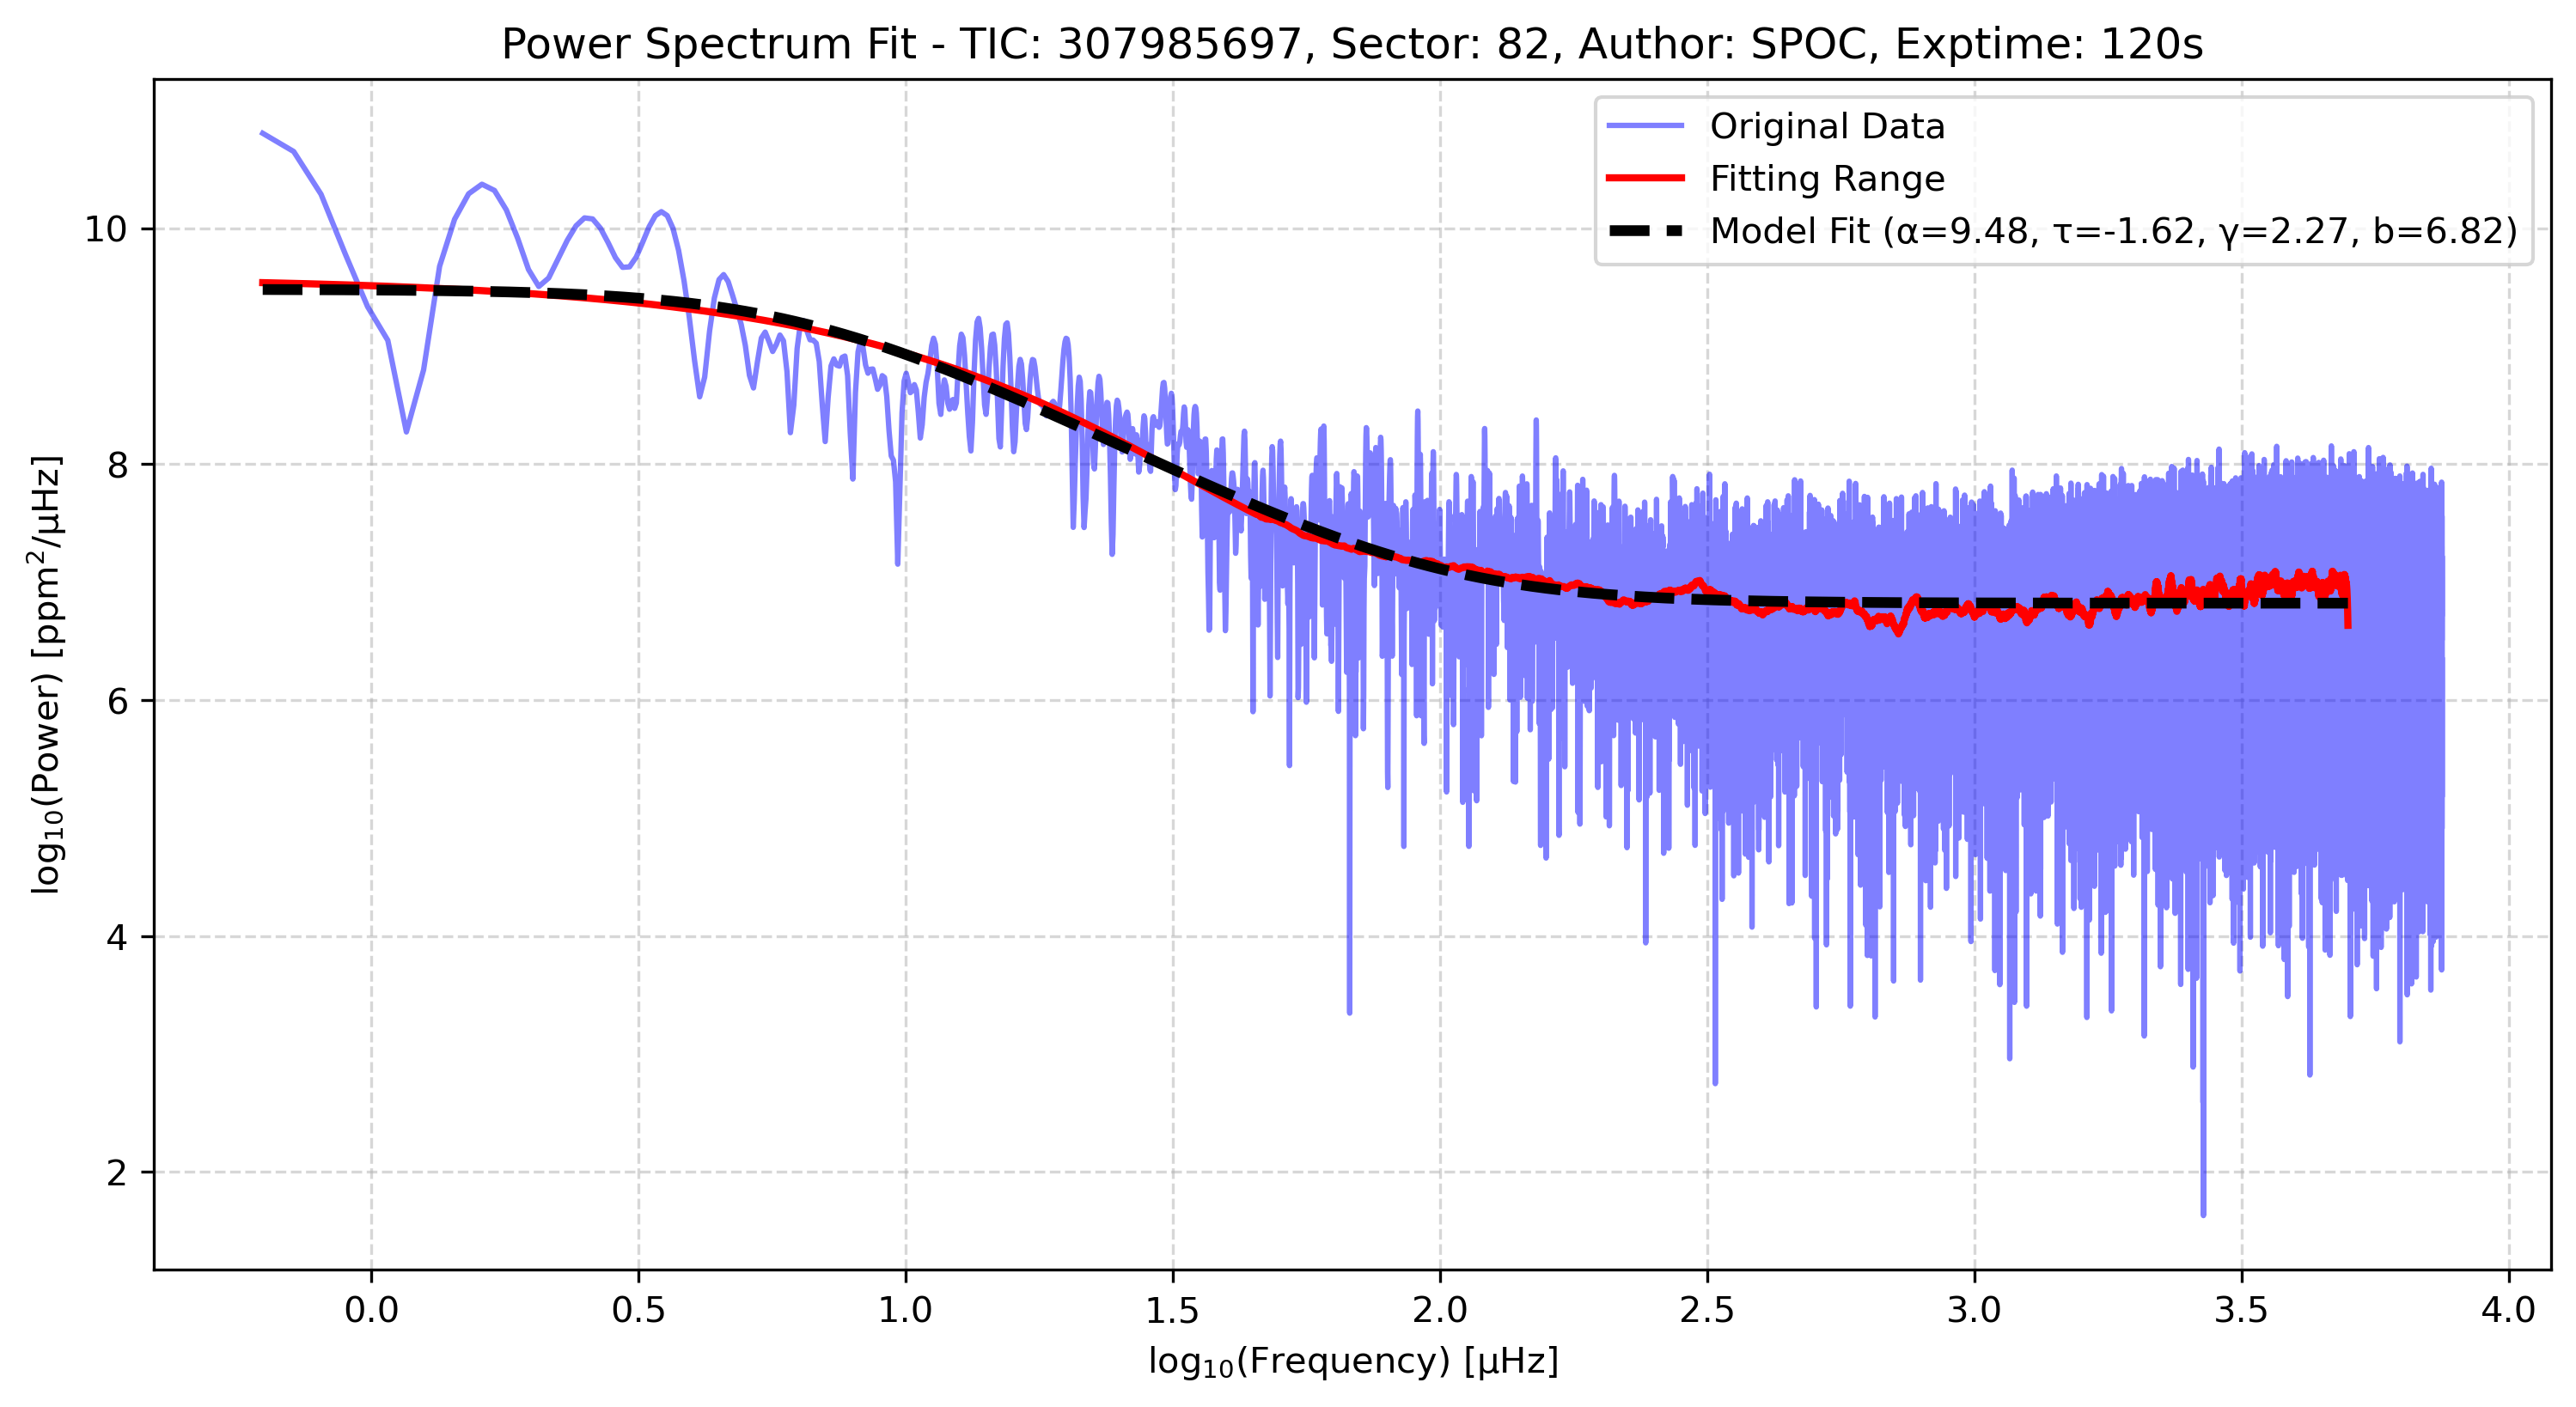 Power Spectrum Fit - TIC: 307985697, Sector: 82, Author: SPOC, Exptime: 120s
Original Data
Fitting Range
Model Fit (α=9.48, τ=-1.62, γ=2.27, b=6.82)
log₁₀(Power) [ppm²/μHz]
10
8
6
4
2
0.0 0.5 1.0 1.5 2.0 2.5 3.0 3.5 4.0
log₁₀(Frequency) [μHz]